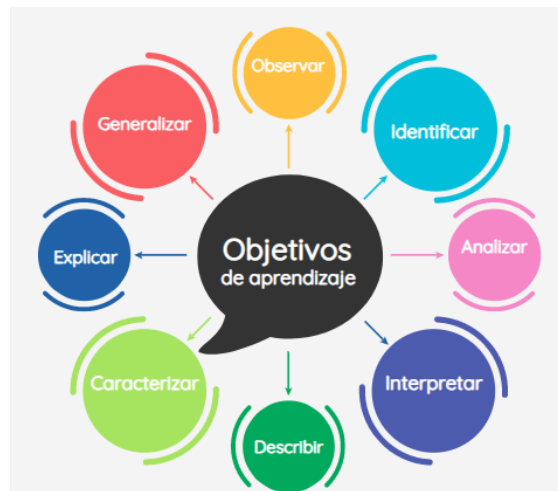 Observar
Generalizar
Identificar
Objetivos
de aprendizaje
Explicar
Analizar
Caracterizar
Interpretar
Describir